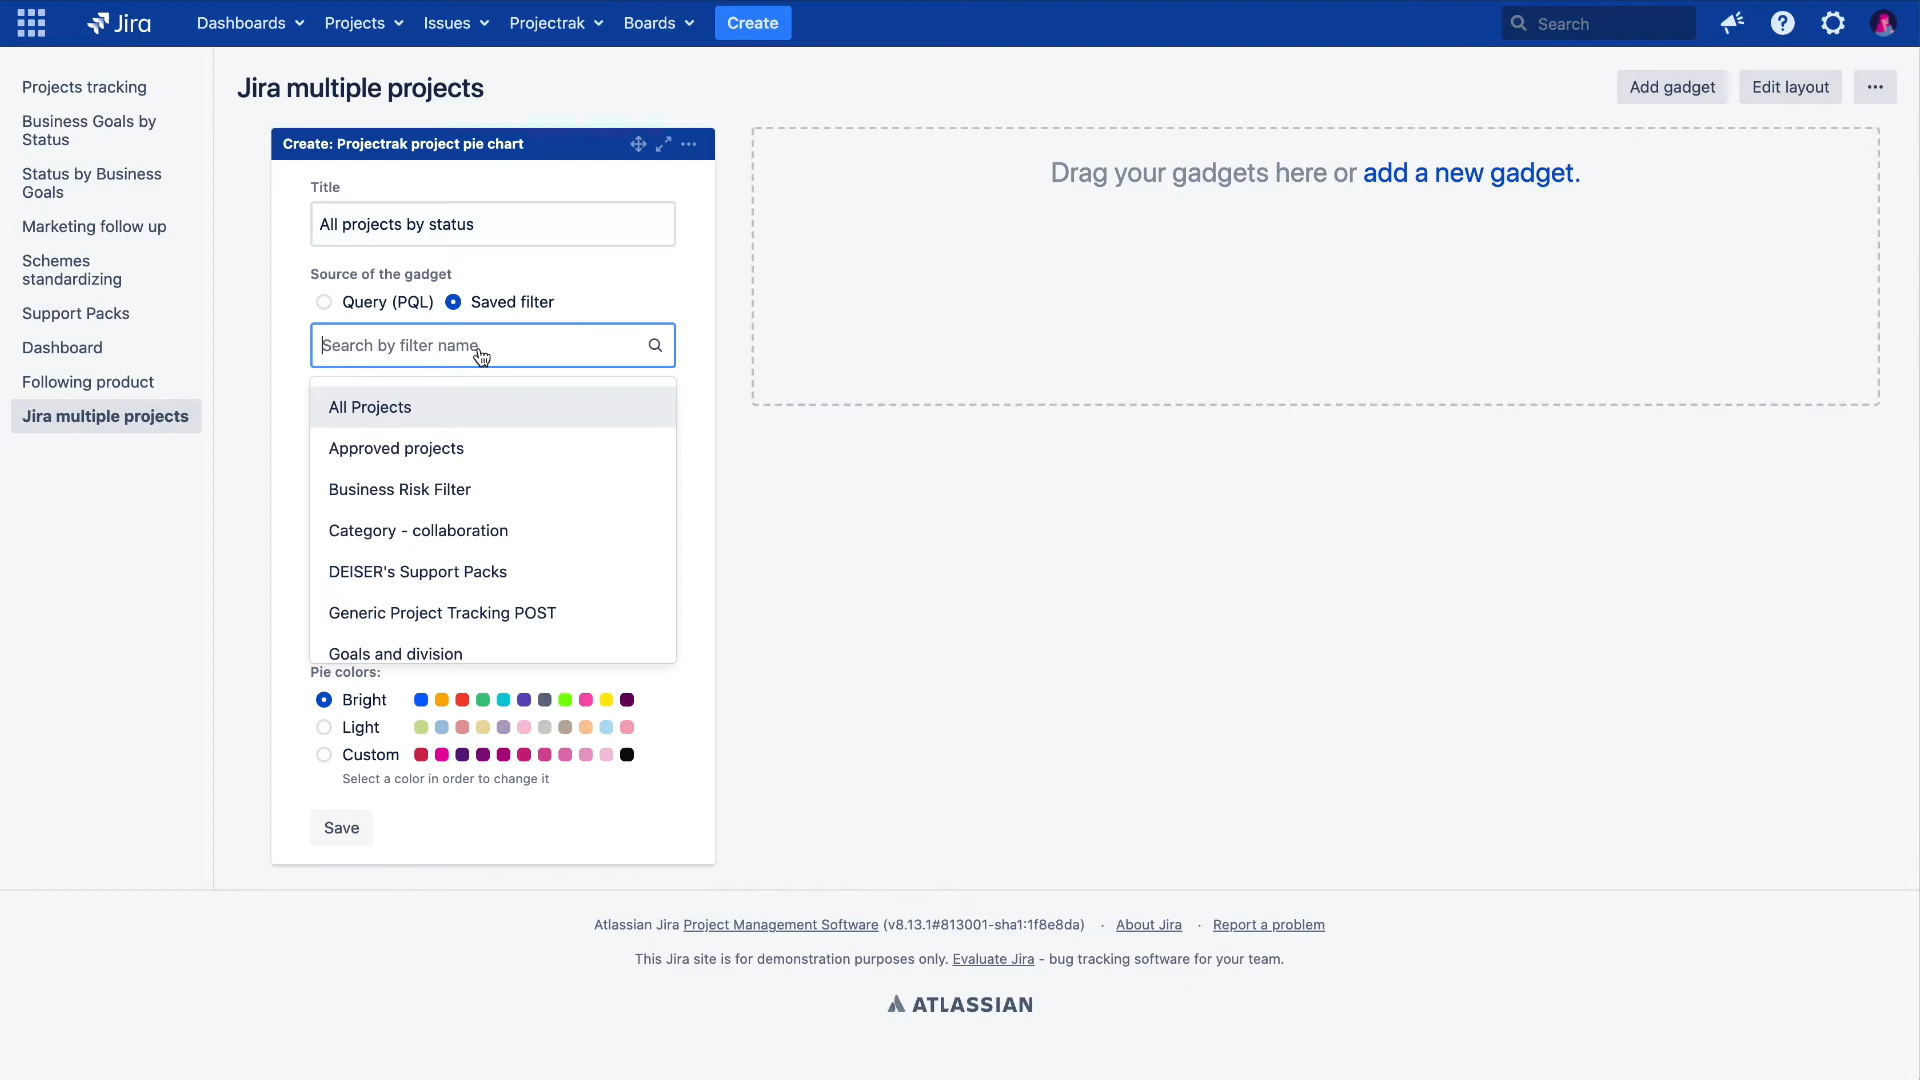 Jira
Dashboards
Projects
Issues
Projectrak
Boards
Create
Search
Projects tracking
Business Goals by
Status
Status by Business
Goals
Marketing follow up
Schemes
standardizing
Support Packs
Dashboard
Following product
Jira multiple projects
Jira multiple projects
Add gadget
Edit layout
Create: Projectrak project pie chart
Title
All projects by status
Source of the gadget
Query (PQL)
Saved filter
Search by filter name
All Projects
Approved projects
Business Risk Filter
Category - collaboration
DEISER's Support Packs
Generic Project Tracking POST
Goals and division
Pie colors:
Bright
Light
Custom
Select a color in order to change it
Save
Drag your gadgets here or add a new gadget.
Atlassian Jira Project Management Software (v8.13.1#813001-sha1:1f8e8da) · About Jira · Report a problem
This Jira site is for demonstration purposes only. Evaluate Jira - bug tracking software for your team.
ATLASSIAN